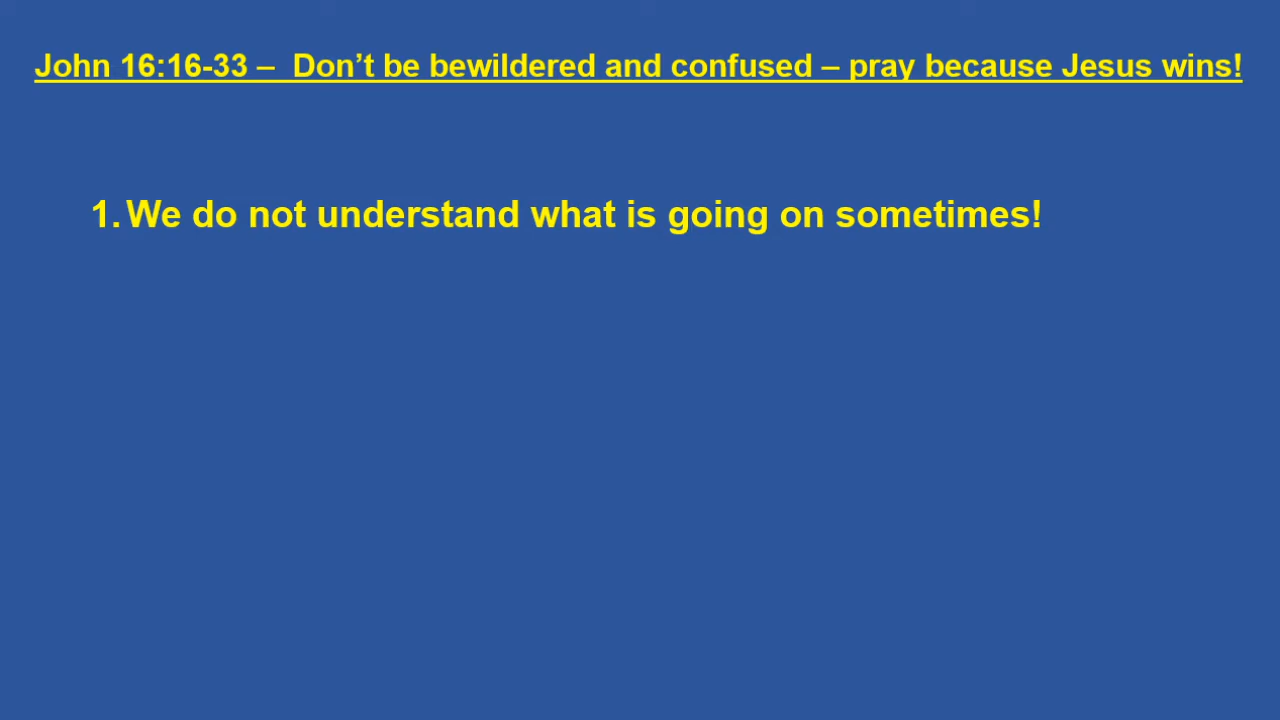 John 16:16-33 –  Don’t be bewildered and confused – pray because Jesus wins!
1. We do not understand what is going on sometimes!